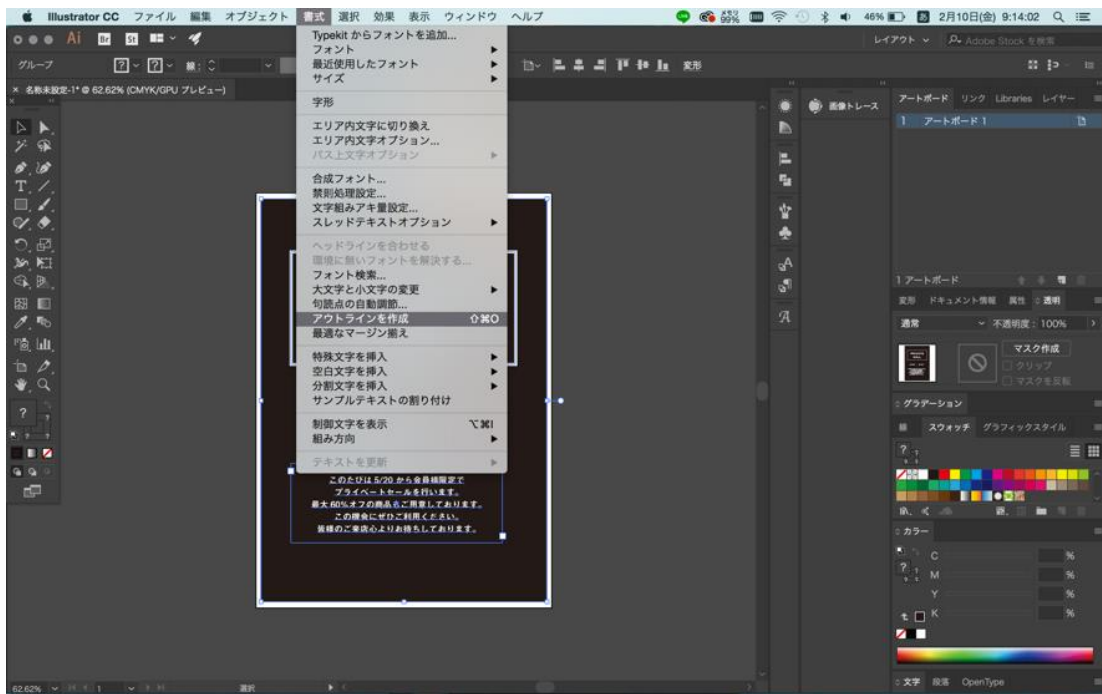 Illustrator CC ファイル 編集 オブジェクト 書式 選択 効果 表示 ウィンドウ ヘルプ 99% 46% 2月10日(金) 9:14:02
Ai Br St レイアウト Adobe Stock を検索
グループ ? ? 線: 変形
× 名称未設定-1* @ 62.62% (CMYK/GPU プレビュー)
Typekit からフォントを追加...
フォント
最近使用したフォント
サイズ
字形
エリア内文字に切り換え
エリア内文字オプション...
パス上文字オプション
合成フォント...
禁則処理設定...
文字組みアキ量設定...
スレッドテキストオプション
ヘッドラインを合わせる
環境に無いフォントを解決する...
フォント検索...
大文字と小文字の変更
句読点の自動調節...
アウトラインを作成 ⇧⌘O
最適なマージン揃え
特殊文字を挿入
空白文字を挿入
分割文字を挿入
サンプルテキストの割り付け
制御文字を表示 ⌥⌘I
組み方向
テキストを更新
このたびは 5/20 から会員様限定で
プライベートセールを行います。
最大 60%オフの商品もご用意しております。
この機会にぜひご利用ください。
皆様のご来店心よりお待ちしております。
画像トレース
アートボード リンク Libraries レイヤー
1 アートボード 1
1 アートボード
変形 ドキュメント情報 属性 透明
通常 不透明度: 100%
マスク作成
クリップ
マスクを反転
グラデーション
スウォッチ グラフィックスタイル
カラー
C %
M %
Y %
K %
文字 段落 OpenType
62.62% 1 選択